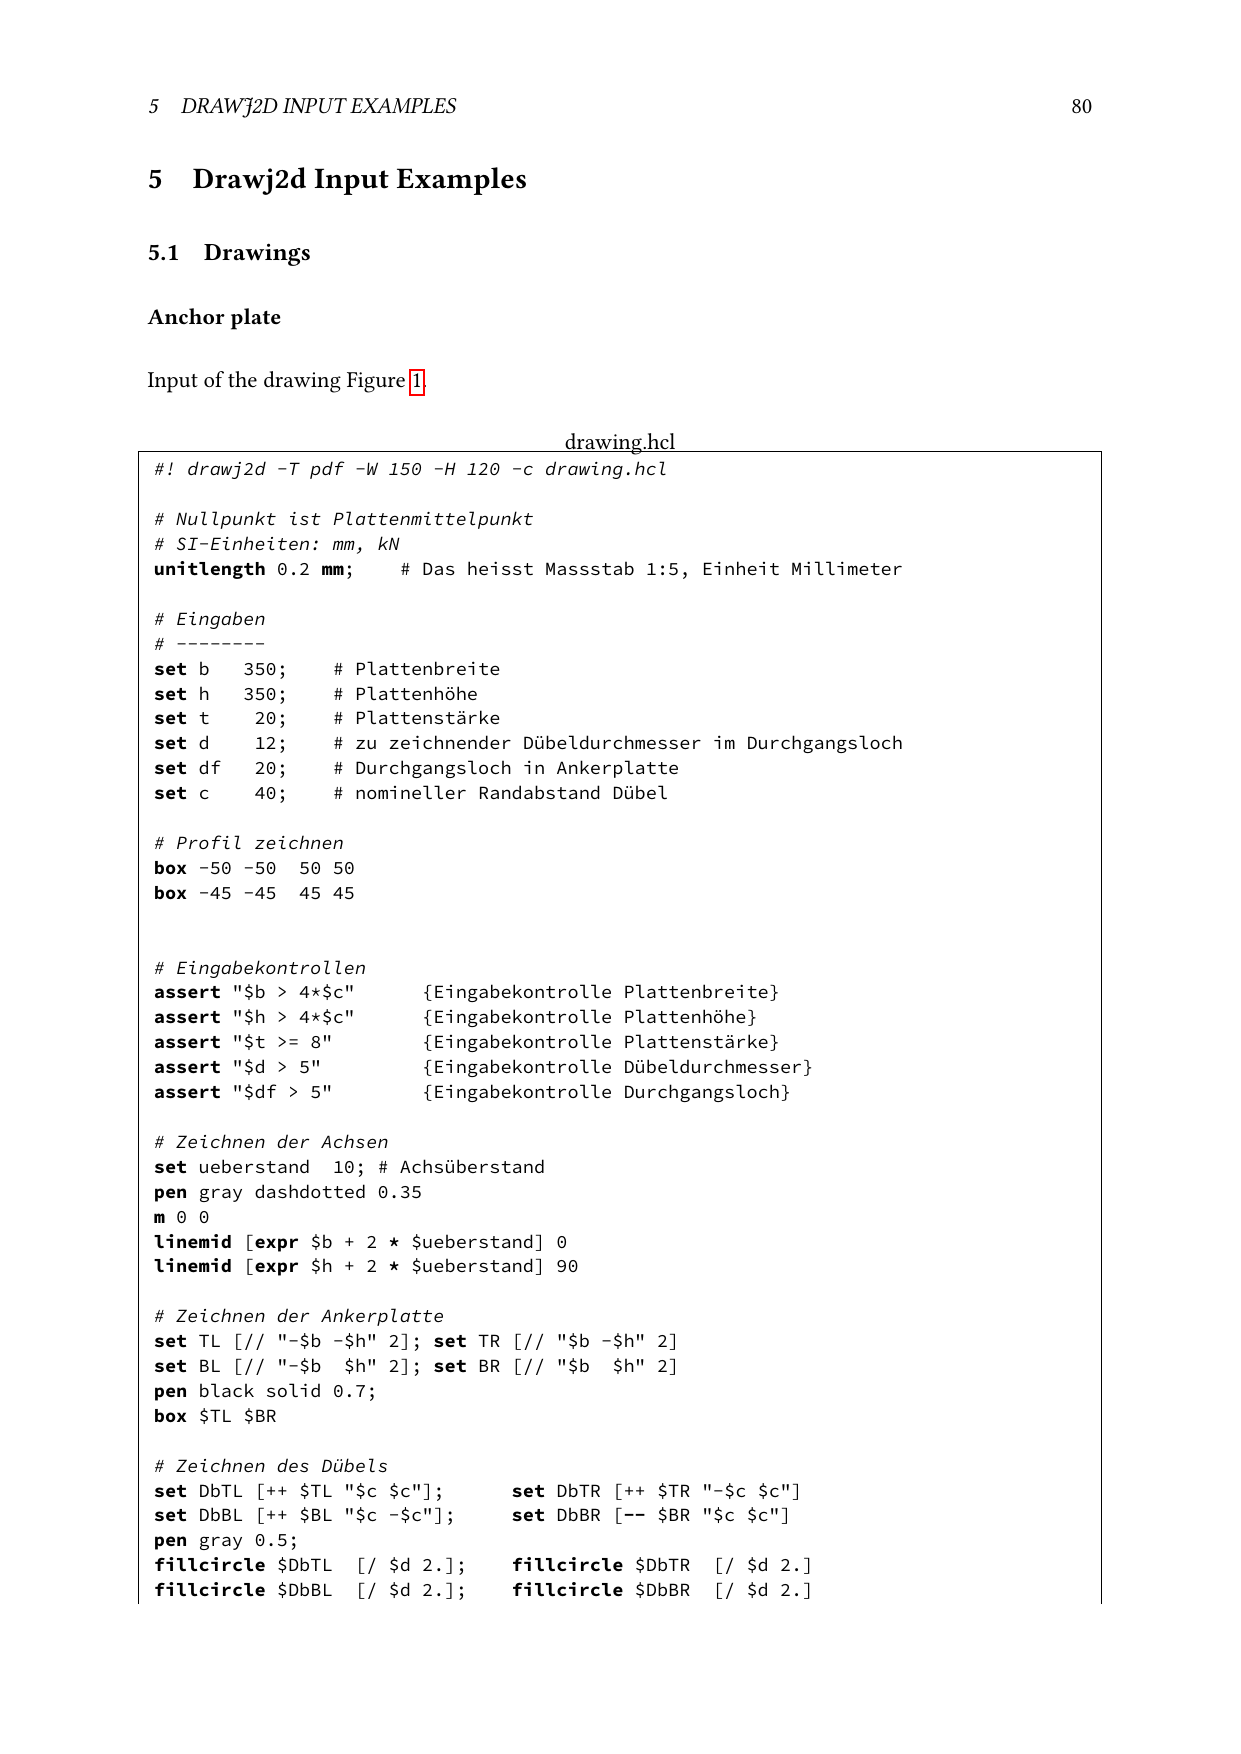 5 DRAWJ2D INPUT EXAMPLES 80
5 Drawj2d Input Examples
5.1 Drawings
Anchor plate
Input of the drawing Figure 1.
drawing.hcl
#! drawj2d -T pdf -W 150 -H 120 -c drawing.hcl
# Nullpunkt ist Plattenmittelpunkt
# SI-Einheiten: mm, kN
unitlength 0.2 mm;    # Das heisst Massstab 1:5, Einheit Millimeter
# Eingaben
# --------
set b   350;    # Plattenbreite
set h   350;    # Plattenhöhe
set t    20;    # Plattenstärke
set d    12;    # zu zeichnender Dübeldurchmesser im Durchgangsloch
set df   20;    # Durchgangsloch in Ankerplatte
set c    40;    # nomineller Randabstand Dübel
# Profil zeichnen
box -50 -50  50 50
box -45 -45  45 45
# Eingabekontrollen
assert "$b > 4*$c"      {Eingabekontrolle Plattenbreite}
assert "$h > 4*$c"      {Eingabekontrolle Plattenhöhe}
assert "$t >= 8"        {Eingabekontrolle Plattenstärke}
assert "$d > 5"         {Eingabekontrolle Dübeldurchmesser}
assert "$df > 5"        {Eingabekontrolle Durchgangsloch}
# Zeichnen der Achsen
set ueberstand  10; # Achsüberstand
pen gray dashdotted 0.35
m 0 0
linemid [expr $b + 2 * $ueberstand] 0
linemid [expr $h + 2 * $ueberstand] 90
# Zeichnen der Ankerplatte
set TL [// "-$b -$h" 2]; set TR [// "$b -$h" 2]
set BL [// "-$b  $h" 2]; set BR [// "$b  $h" 2]
pen black solid 0.7;
box $TL $BR
# Zeichnen des Dübels
set DbTL [++ $TL "$c $c"];      set DbTR [++ $TR "-$c $c"]
set DbBL [++ $BL "$c -$c"];     set DbBR [-- $BR "$c $c"]
pen gray 0.5;
fillcircle $DbTL  [/ $d 2.];    fillcircle $DbTR  [/ $d 2.]
fillcircle $DbBL  [/ $d 2.];    fillcircle $DbBR  [/ $d 2.]